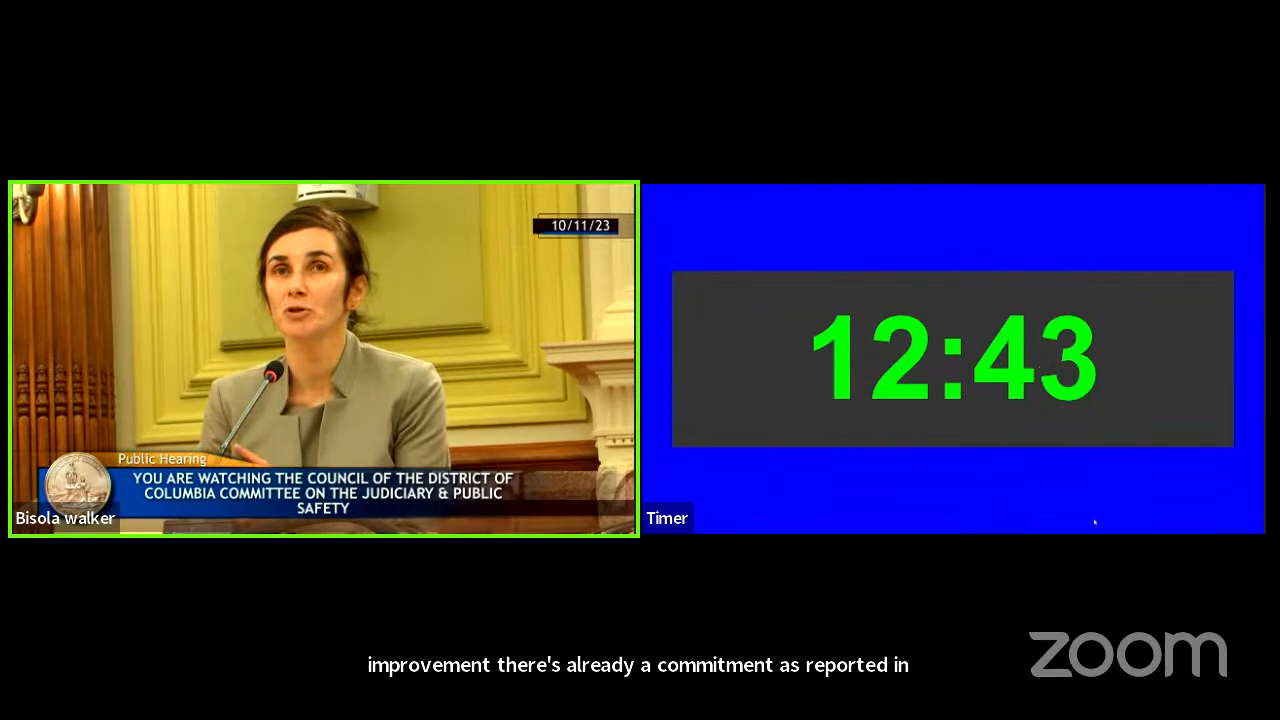 10/11/23
Public Hearing
YOU ARE WATCHING THE COUNCIL OF THE DISTRICT OF
COLUMBIA COMMITTEE ON THE JUDICIARY & PUBLIC
SAFETY
Bisola walker
12:43
Timer
improvement there's already a commitment as reported in
zoom